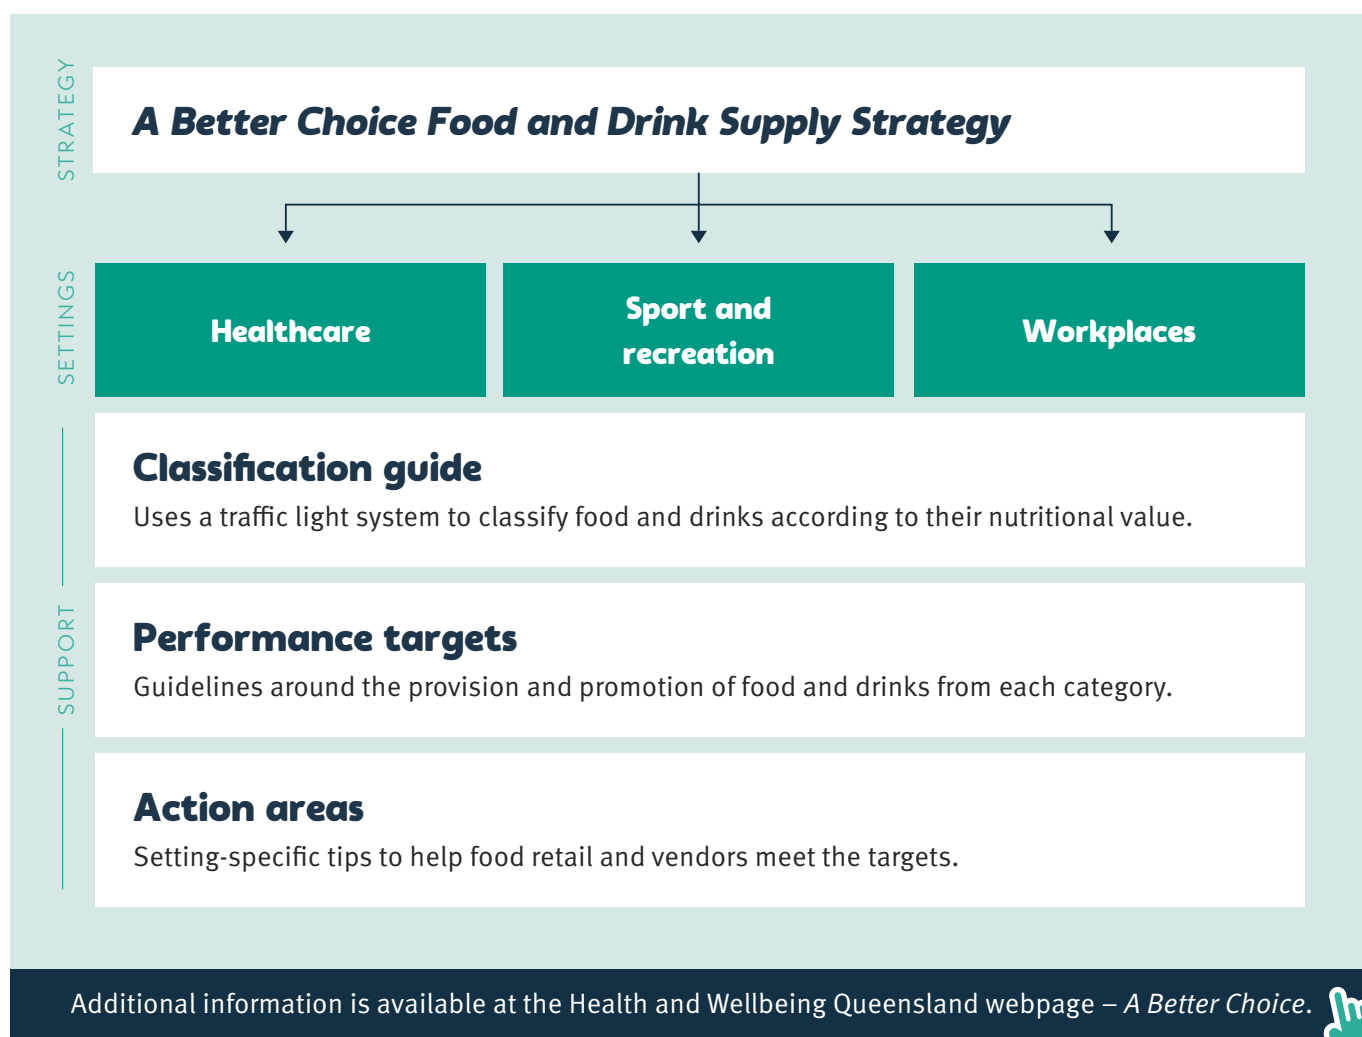 STRATEGY
A Better Choice Food and Drink Supply Strategy
SETTINGS
Healthcare
Sport and
recreation
Workplaces
SUPPORT
Classification guide
Uses a traffic light system to classify food and drinks according to their nutritional value.
Performance targets
Guidelines around the provision and promotion of food and drinks from each category.
Action areas
Setting-specific tips to help food retail and vendors meet the targets.
Additional information is available at the Health and Wellbeing Queensland webpage – A Better Choice.